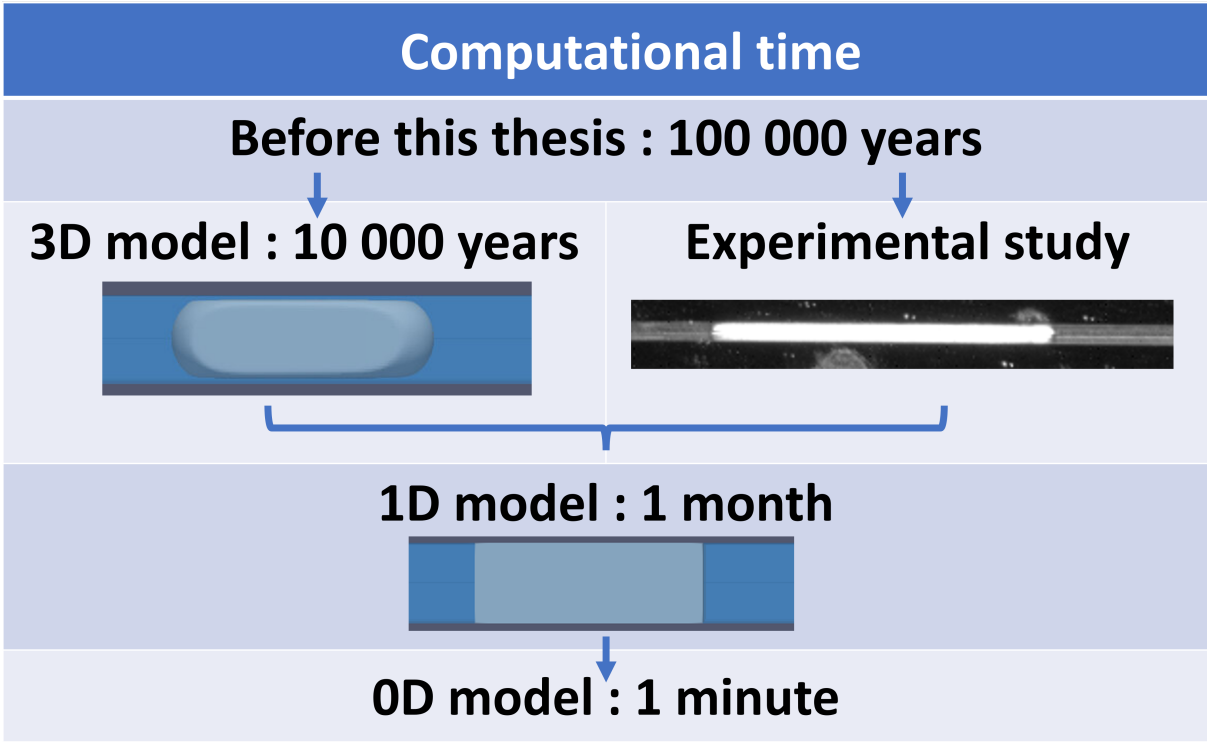 Computational time
Before this thesis : 100 000 years
3D model : 10 000 years
Experimental study
1D model : 1 month
0D model : 1 minute